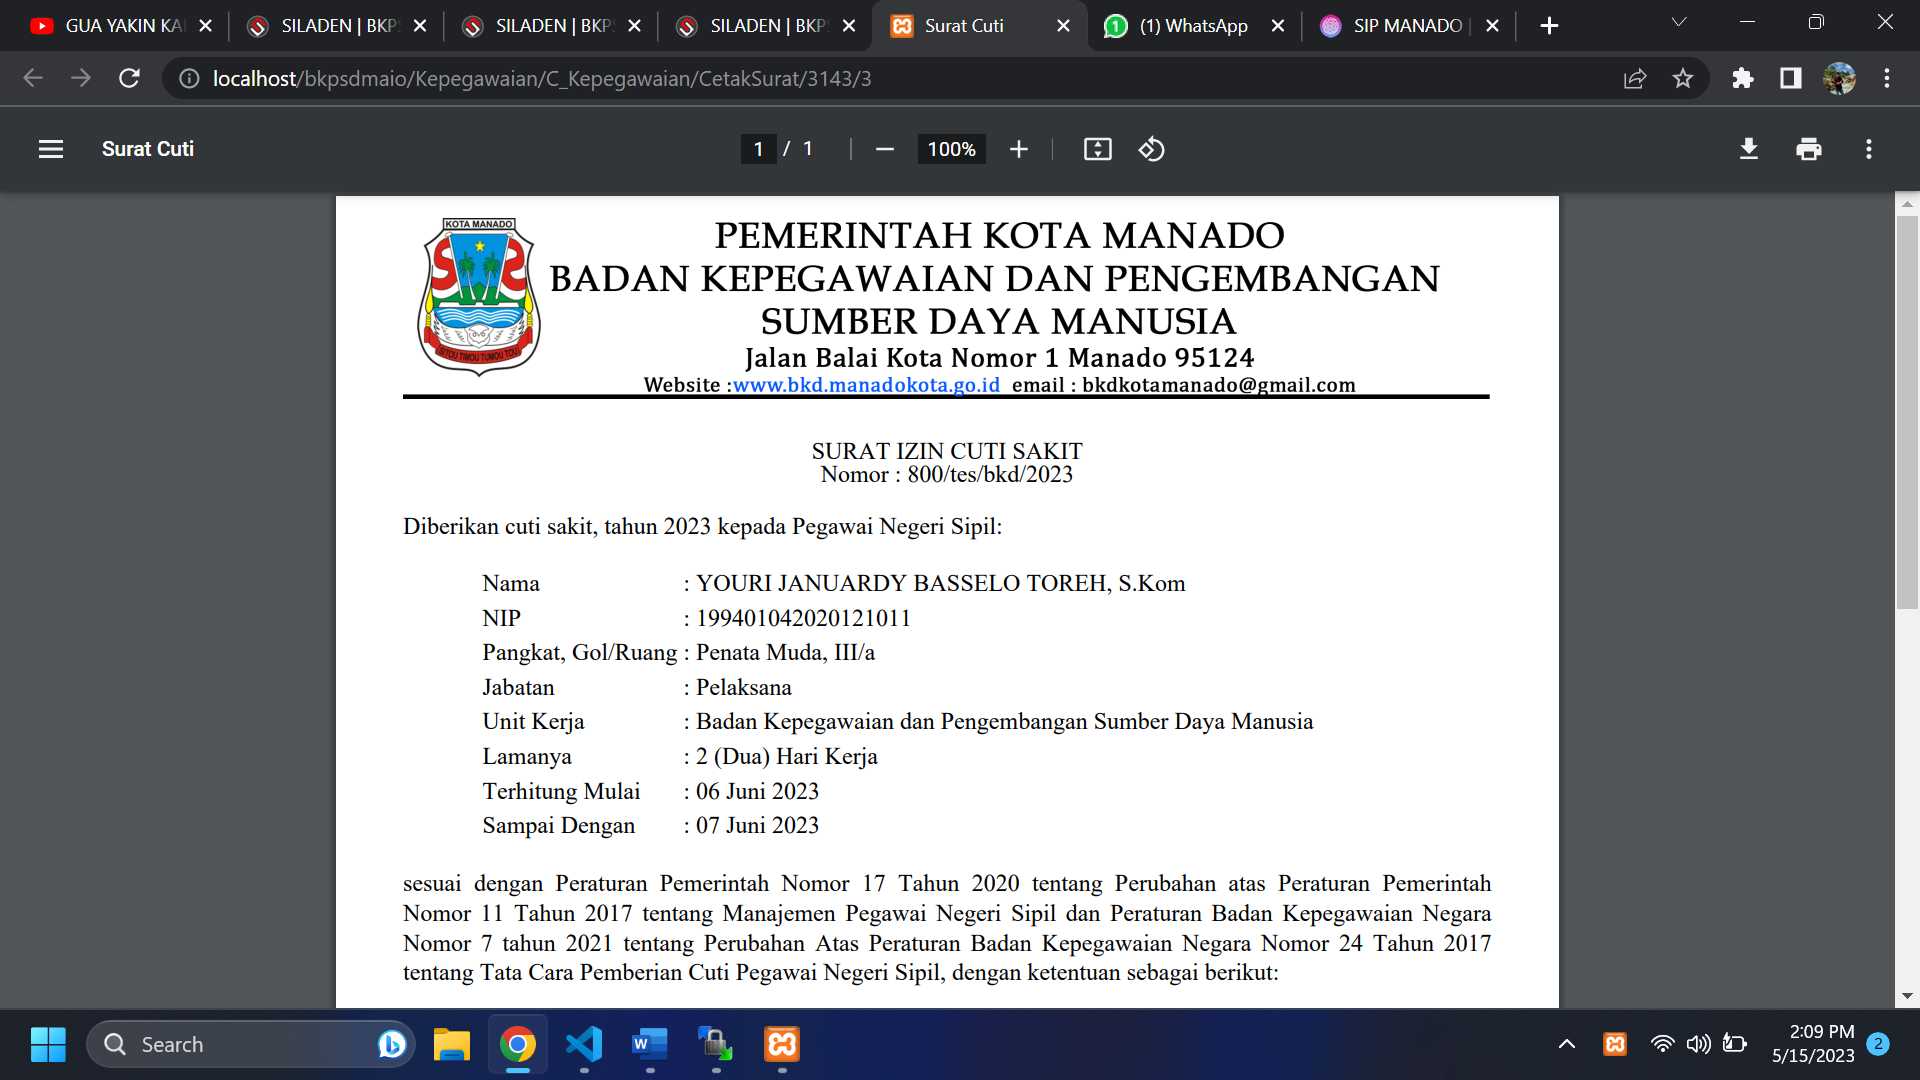 GUA YAKIN KA
SILADEN | BKP
SILADEN | BKP
SILADEN | BKP
Surat Cuti
(1) WhatsApp
SIP MANADO |
localhost/bkpsdmaio/Kepegawaian/C_Kepegawaian/CetakSurat/3143/3
Surat Cuti
1 / 1
100%
KOTA MANADO
SITOU TIMOU TUMOU TOU
PEMERINTAH KOTA MANADO
BADAN KEPEGAWAIAN DAN PENGEMBANGAN
SUMBER DAYA MANUSIA
Jalan Balai Kota Nomor 1 Manado 95124
Website :www.bkd.manadokota.go.id email : bkdkotamanado@gmail.com
SURAT IZIN CUTI SAKIT
Nomor : 800/tes/bkd/2023
Diberikan cuti sakit, tahun 2023 kepada Pegawai Negeri Sipil:
Nama : YOURI JANUARDY BASSELO TOREH, S.Kom
NIP : 199401042020121011
Pangkat, Gol/Ruang : Penata Muda, III/a
Jabatan : Pelaksana
Unit Kerja : Badan Kepegawaian dan Pengembangan Sumber Daya Manusia
Lamanya : 2 (Dua) Hari Kerja
Terhitung Mulai : 06 Juni 2023
Sampai Dengan : 07 Juni 2023
sesuai dengan Peraturan Pemerintah Nomor 17 Tahun 2020 tentang Perubahan atas Peraturan Pemerintah
Nomor 11 Tahun 2017 tentang Manajemen Pegawai Negeri Sipil dan Peraturan Badan Kepegawaian Negara
Nomor 7 tahun 2021 tentang Perubahan Atas Peraturan Badan Kepegawaian Negara Nomor 24 Tahun 2017
tentang Tata Cara Pemberian Cuti Pegawai Negeri Sipil, dengan ketentuan sebagai berikut:
Search
2:09 PM
5/15/2023
2